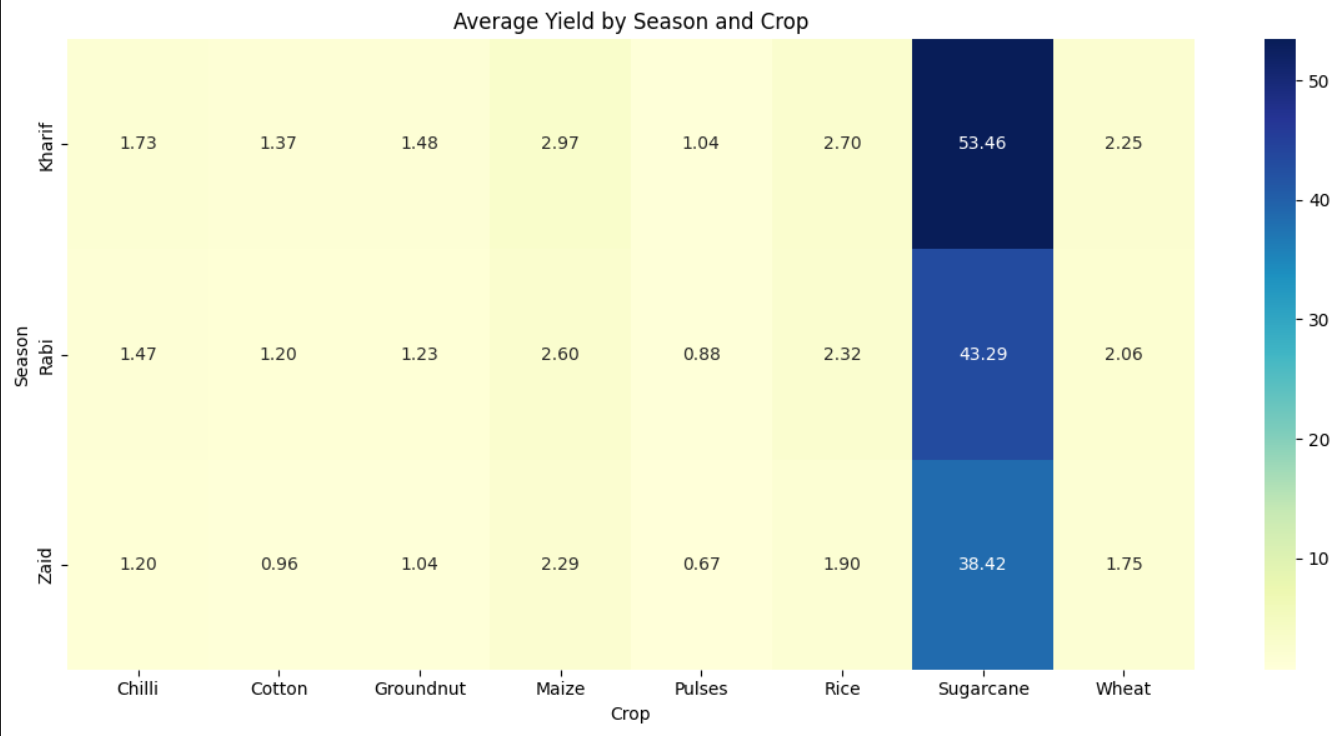 Average Yield by Season and Crop
Kharif 1.73 1.37 1.48 2.97 1.04 2.70 53.46 2.25
Season
Rabi 1.47 1.20 1.23 2.60 0.88 2.32 43.29 2.06
Zaid 1.20 0.96 1.04 2.29 0.67 1.90 38.42 1.75
Chilli Cotton Groundnut Maize Pulses Rice Sugarcane Wheat
Crop
50
40
30
20
10